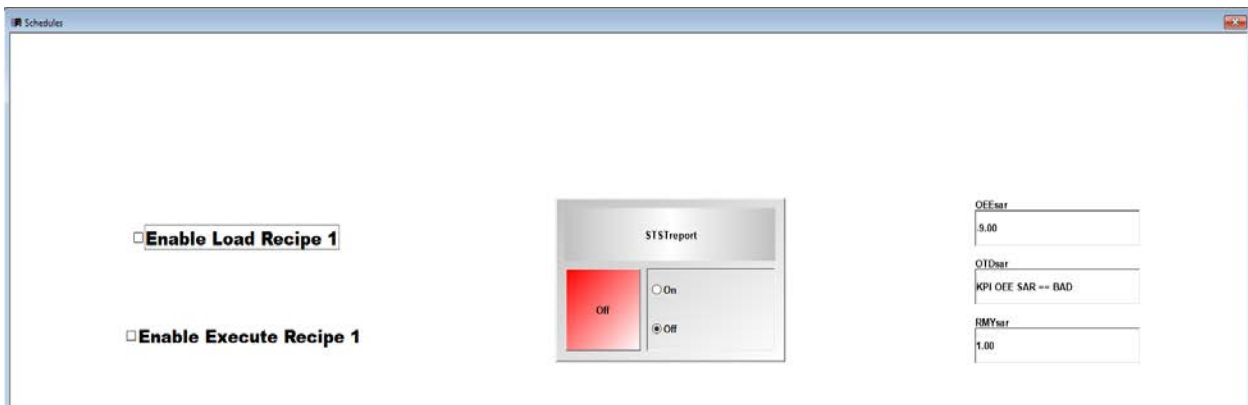 Schedules
Enable Load Recipe 1
Enable Execute Recipe 1
STSTreport
Off
On
Off
OEEsar
-9.00
OTDsar
KPI OEE SAR == BAD
RMYsar
1.00